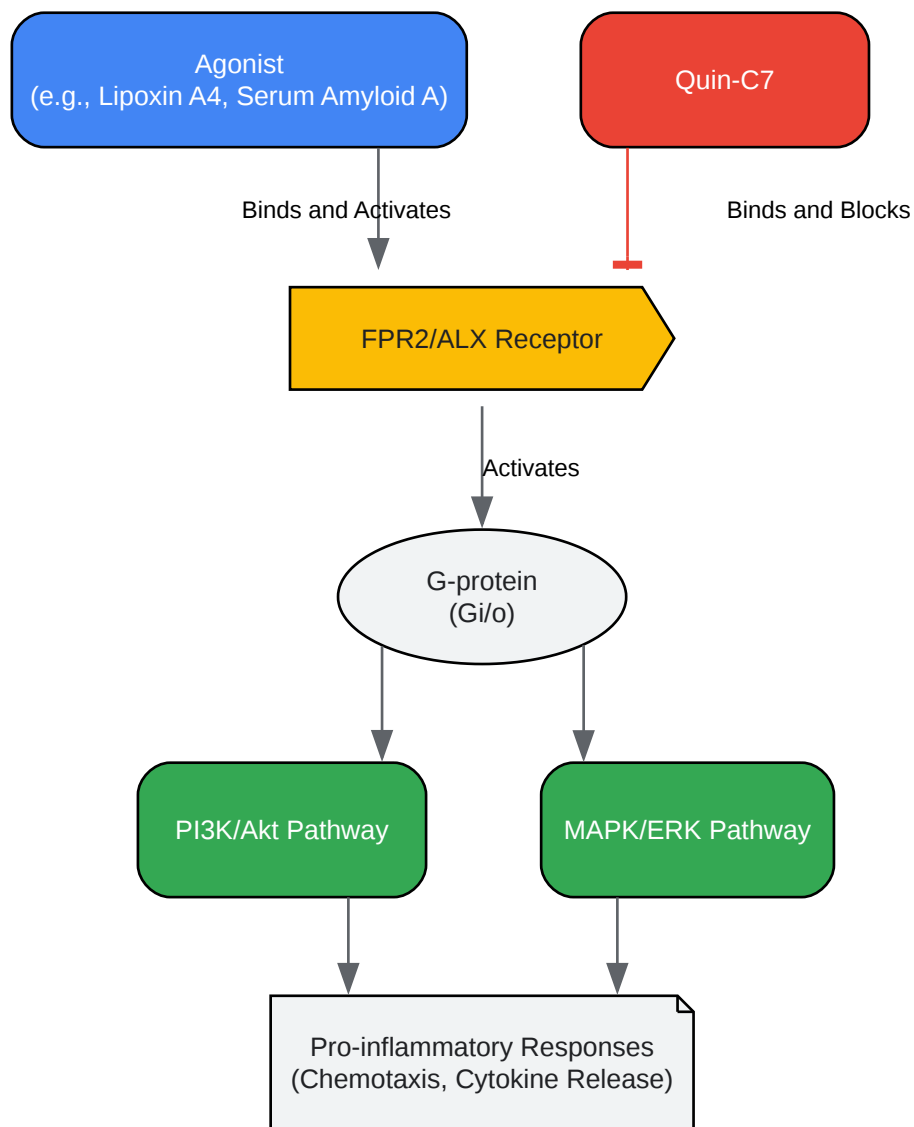 Agonist
(e.g., Lipoxin A4, Serum Amyloid A)
Quin-C7
Binds and Activates
Binds and Blocks
FPR2/ALX Receptor
Activates
G-protein
(Gi/o)
PI3K/Akt Pathway
MAPK/ERK Pathway
Pro-inflammatory Responses
(Chemotaxis, Cytokine Release)